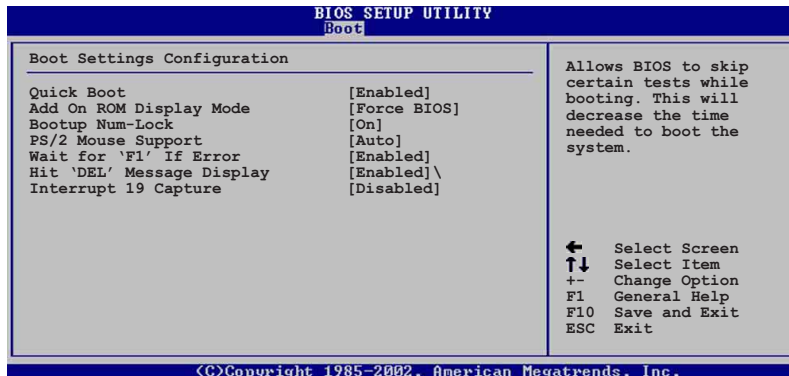 BIOS SETUP UTILITY
Boot
Boot Settings Configuration
Quick Boot [Enabled]
Add On ROM Display Mode [Force BIOS]
Bootup Num-Lock [On]
PS/2 Mouse Support [Auto]
Wait for ‘F1’ If Error [Enabled]
Hit ‘DEL’ Message Display [Enabled]\
Interrupt 19 Capture [Disabled]
Allows BIOS to skip
certain tests while
booting. This will
decrease the time
needed to boot the
system.
← Select Screen
↑↓ Select Item
+- Change Option
F1 General Help
F10 Save and Exit
ESC Exit
(C)Copyright 1985-2002, American Megatrends, Inc.